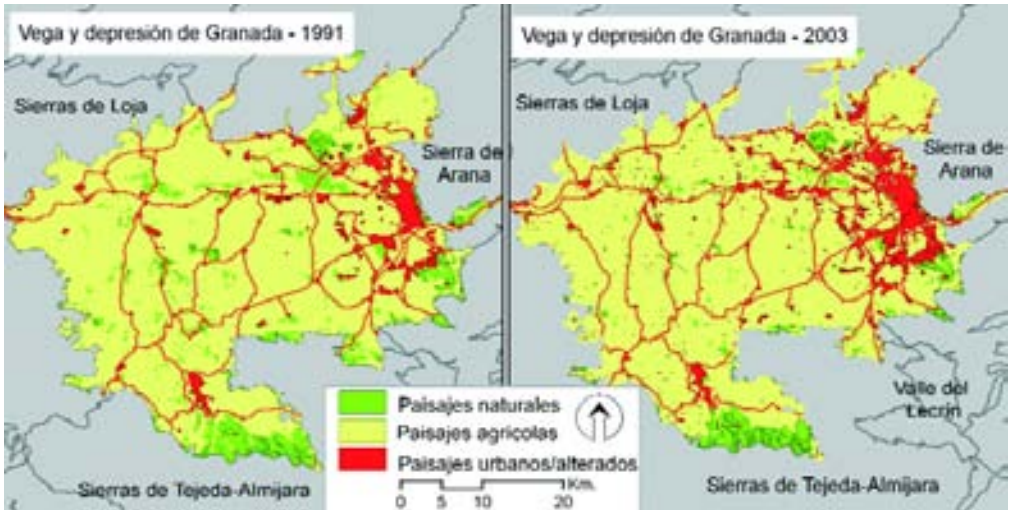 Vega y depresión de Granada - 1991
Sierras de Loja
Sierra de
Arana
Sierras de Tejeda-Almijara
Vega y depresión de Granada - 2003
Sierras de Loja
Sierra de
Arana
Valle del
Lecrín
Sierras de Tejeda-Almijara
Paisajes naturales
Paisajes agrícolas
Paisajes urbanos/alterados
Km.
0 5 10 20